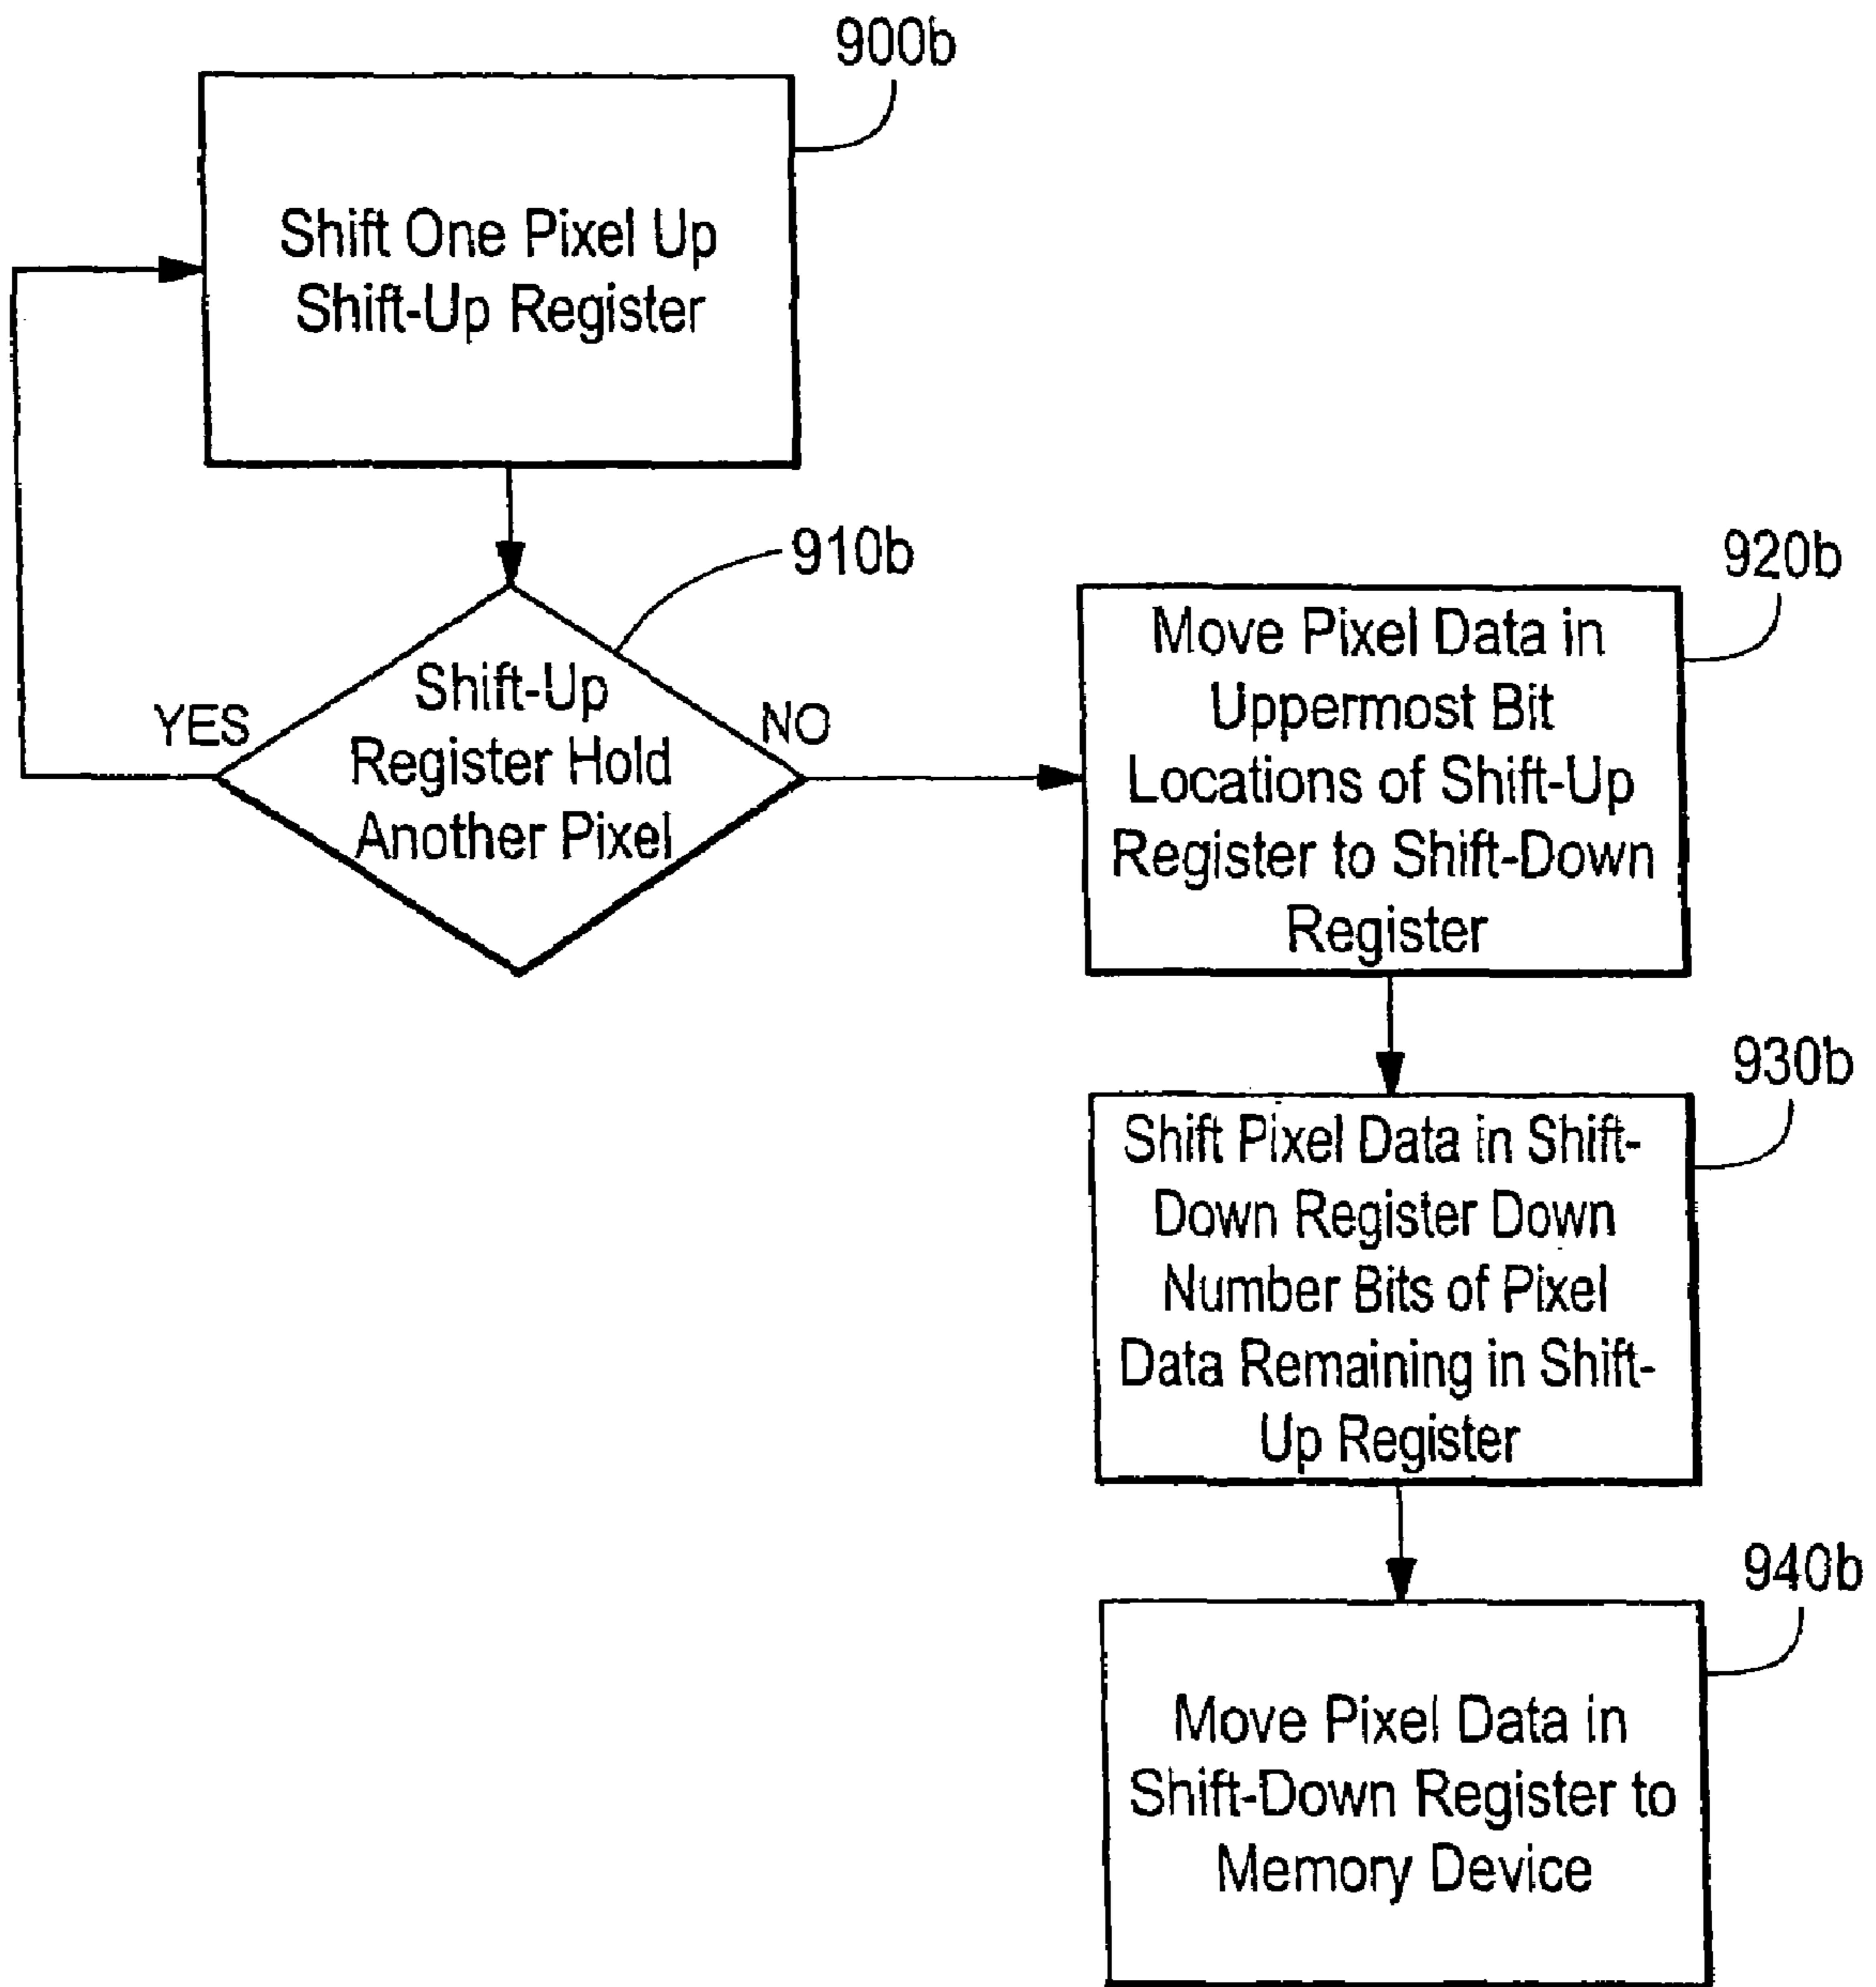 900b
Shift One Pixel Up
Shift-Up Register
910b
Shift-Up
Register Hold
Another Pixel
YES
NO
920b
Move Pixel Data in
Uppermost Bit
Locations of Shift-Up
Register to Shift-Down
Register
930b
Shift Pixel Data in Shift-
Down Register Down
Number Bits of Pixel
Data Remaining in Shift-
Up Register
940b
Move Pixel Data in
Shift-Down Register to
Memory Device